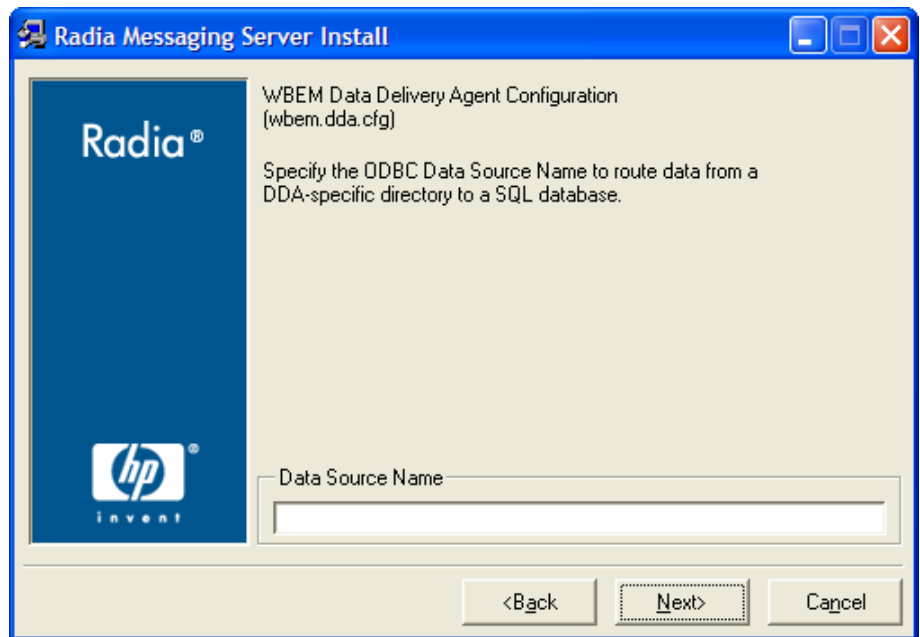 Radia Messaging Server Install
Radia®
WBEM Data Delivery Agent Configuration
(wbem.dda.cfg)
Specify the ODBC Data Source Name to route data from a
DDA-specific directory to a SQL database.
hp®
invent
Data Source Name
<Back
Next>
Cancel